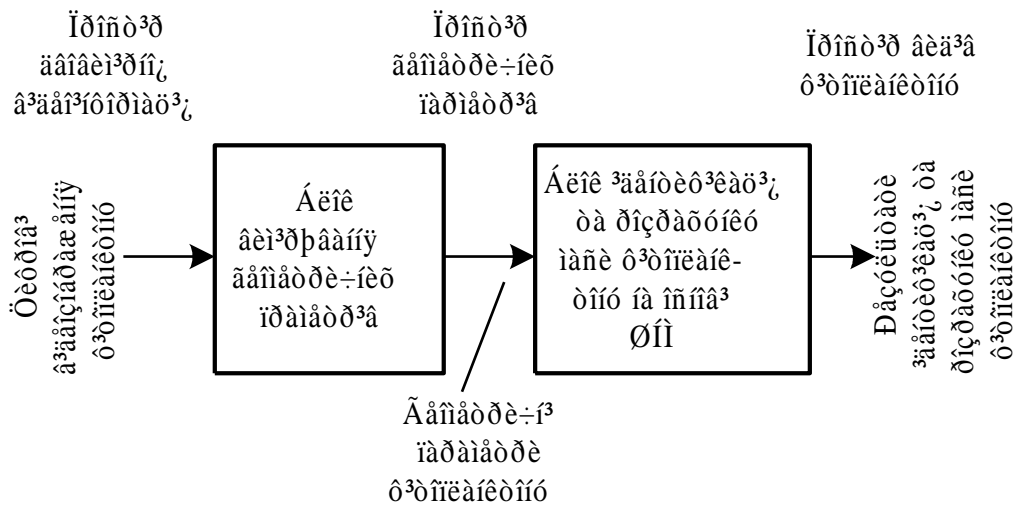 Ïðîñò³ð
äâîâèì³ðíî¿
â³äåî³íôîðìàö³¿
Ïðîñò³ð
ãåîìåòðè÷íèõ
ïàðàìåòð³â
Ïðîñò³ð âèä³â
ô³òîïëàíêòîíó
Öèôðîâ³
â³äåîçîáðàæåííÿ
ô³òîïëàíêòîíó
Áëîê
âèì³ðþâàííÿ
ãåîìåòðè÷íèõ
ïðàìåòð³â
Áëîê ³äåíòèô³êàö³¿
òà ðîçðàõóíêó
ìàñè ô³òîïëàíê-
òîíó íà îñíîâ³
ØÍÌ
Ðåçóëüòàòè
³äåíòèô³êàö³¿ òà
ðîçðàõóíêó ìàñè
ô³òîïëàíêòîíó
Ãåîìåòðè÷í³
ïàðàìåòðè
ô³òîïëàíêòîíó